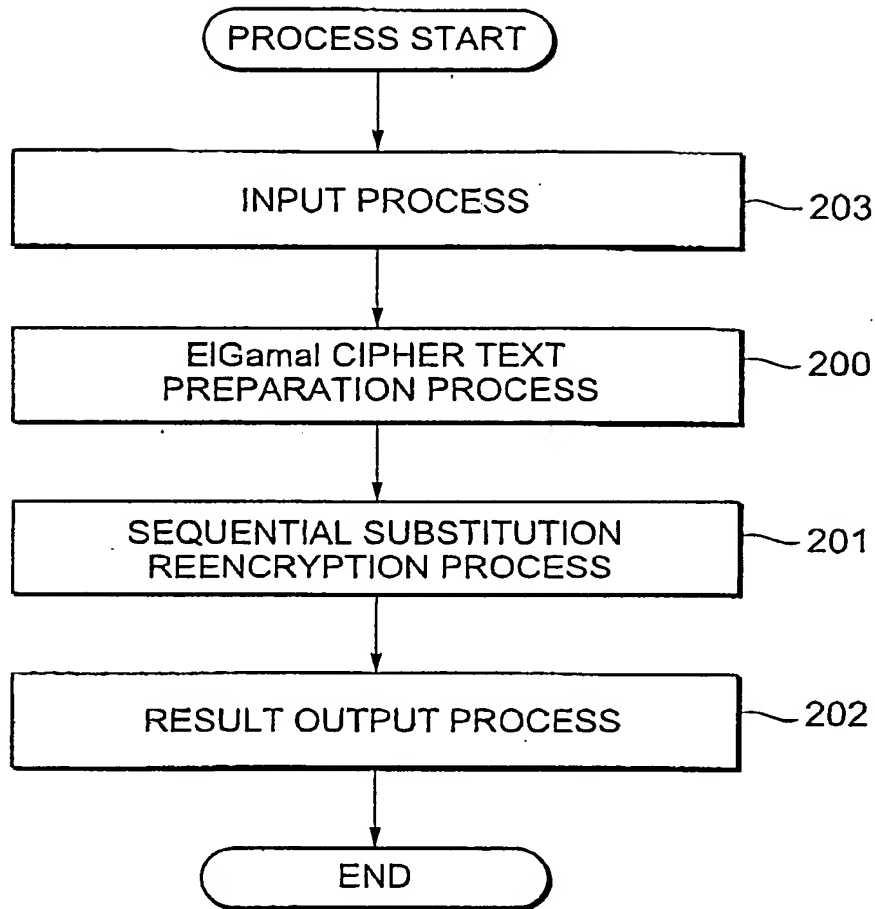 PROCESS START
INPUT PROCESS
203
ElGamal CIPHER TEXT
PREPARATION PROCESS
200
SEQUENTIAL SUBSTITUTION
REENCRYPTION PROCESS
201
RESULT OUTPUT PROCESS
202
END